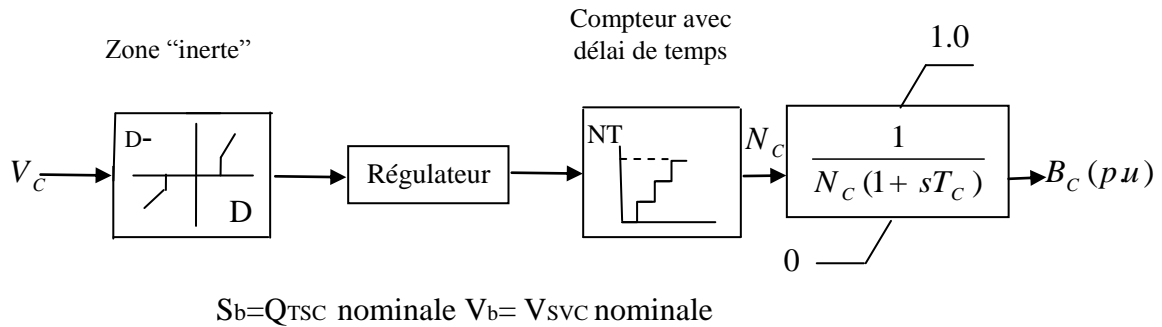 Compteur avec
délai de temps
Zone “inerte”
1.0
D-
D
V_C
Régulateur
NT
N_C
1
N_C (1+ sT_C)
B_C (p.u)
0
Sb=QTSC nominale Vb= VSVC nominale